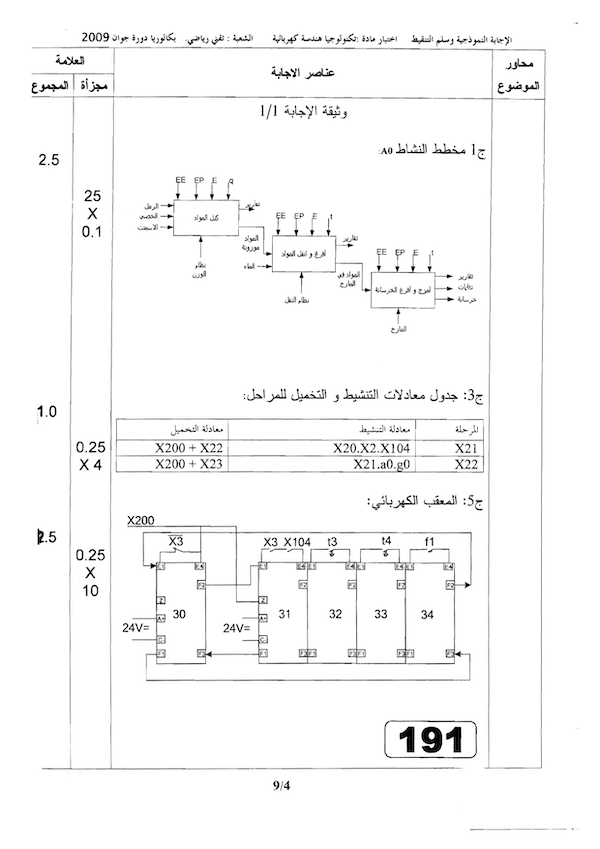 الإجابة النموذجية وسلم التنقيط اختبار مادة :تكنولوجيا هندسة كهربائية الشعبة : تقني رياضي. بكالوريا دورة جوان 2009
محاور الموضوع
عناصر الإجابة
العلامة
مجزأة
المجموع
وثيقة الإجابة 1/1
ج1 مخطط النشاط A0:
2.5
25
X
0.1
EE EP E q
الرمل
الحصى
الاسمنت
كتل المواد
تقارير
نظام الوزن
المواد موزونة
الماء
EE EP E t
أفرغ و انقل المواد
تقارير
نظام النقل
المواد في المازج
EE EP E t
أمزج و أفرغ الخرسانة
تقارير
نفايات
خرسانة
المازج
ج3: جدول معادلات التنشيط و التخميل للمراحل:
1.0
0.25
X 4
المرحلة معادلة التنشيط معادلة التخميل
X21 X20.X2.X104 X200 + X22
X22 X21.a0.g0 X200 + X23
ج5: المعقب الكهربائي:
2.5
0.25
X
10
X200
X3 X3 X104 t3 t4 f1
30 31 32 33 34
24V= 24V=
191
9/4